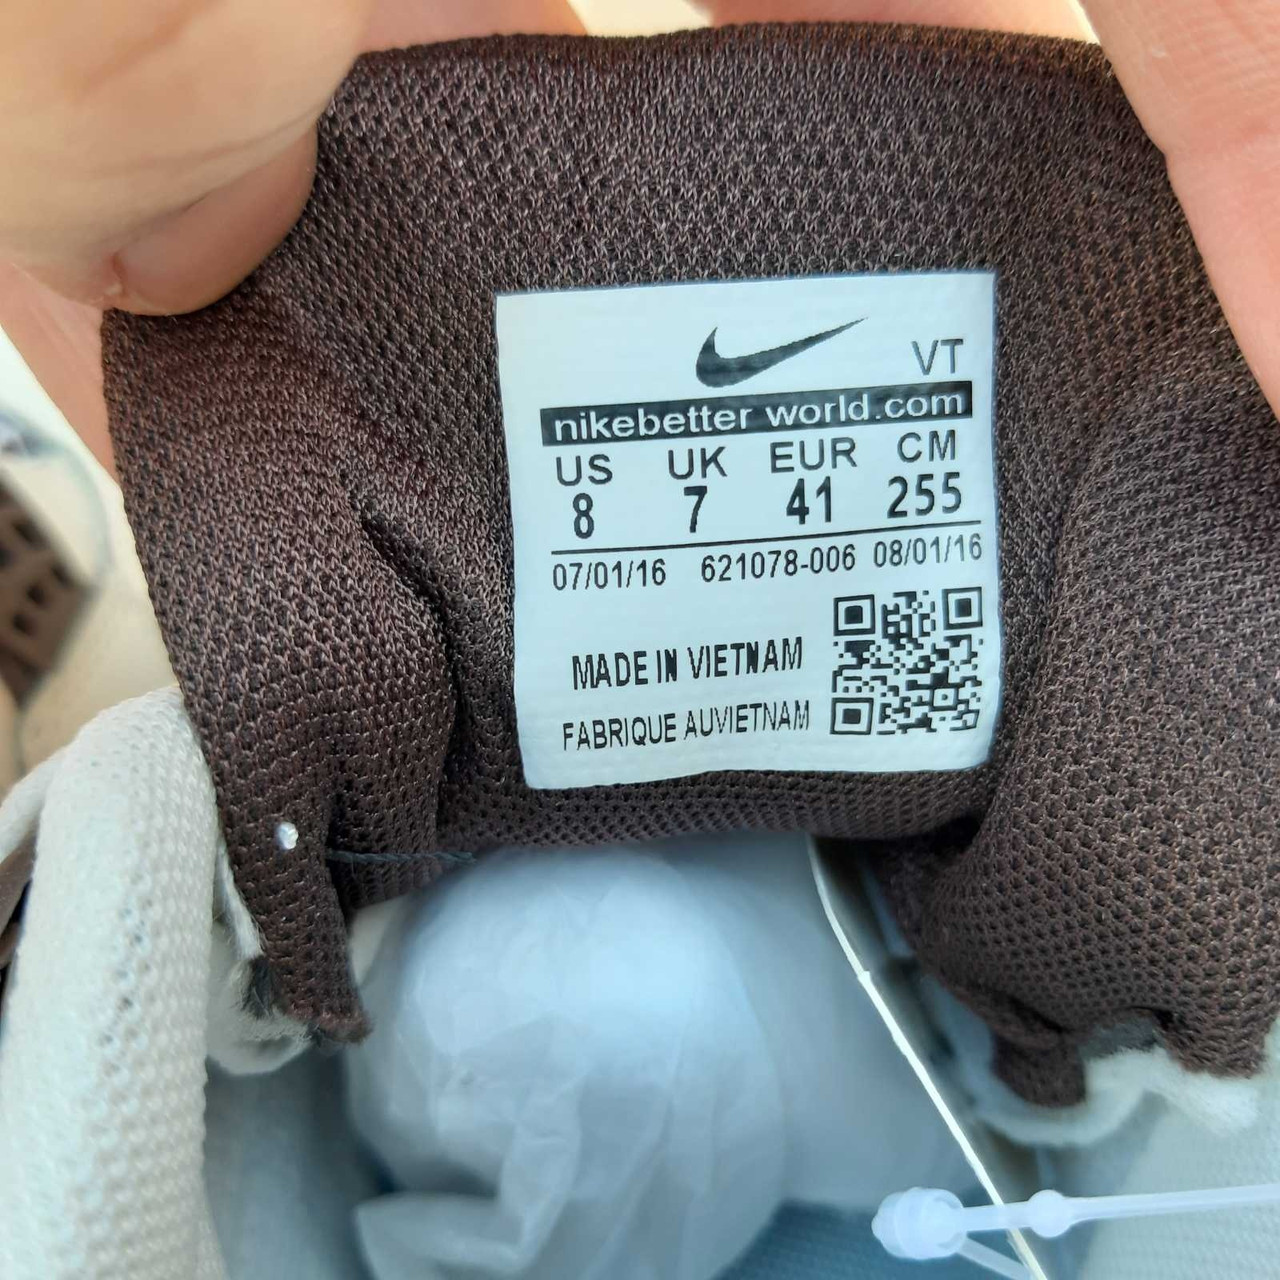 VT
nikebetter world.com
US UK EUR CM
8 7 41 255
07/01/16 621078-006 08/01/16
MADE IN VIETNAM
FABRIQUE AUVIETNAM